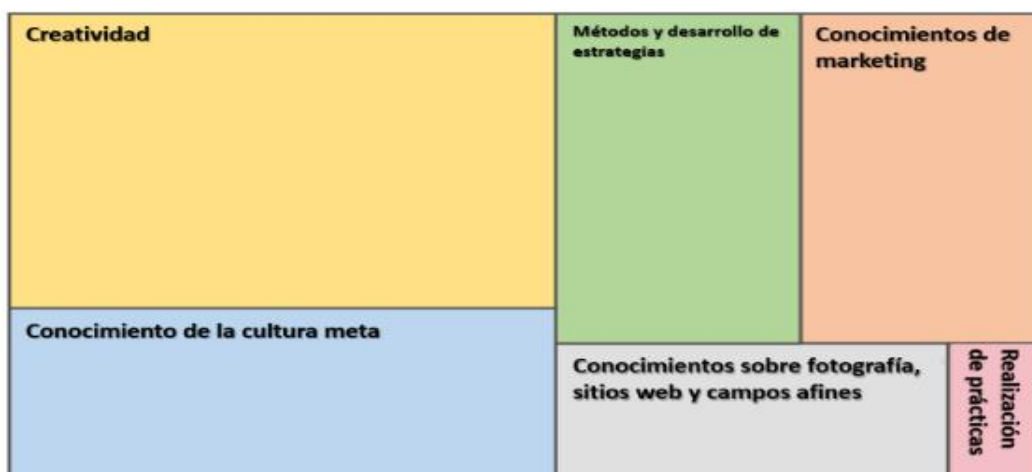 Creatividad
Métodos y desarrollo de
estrategias
Conocimientos de
marketing
Conocimiento de la cultura meta
Conocimientos sobre fotografía,
sitios web y campos afines
Realización
de prácticas